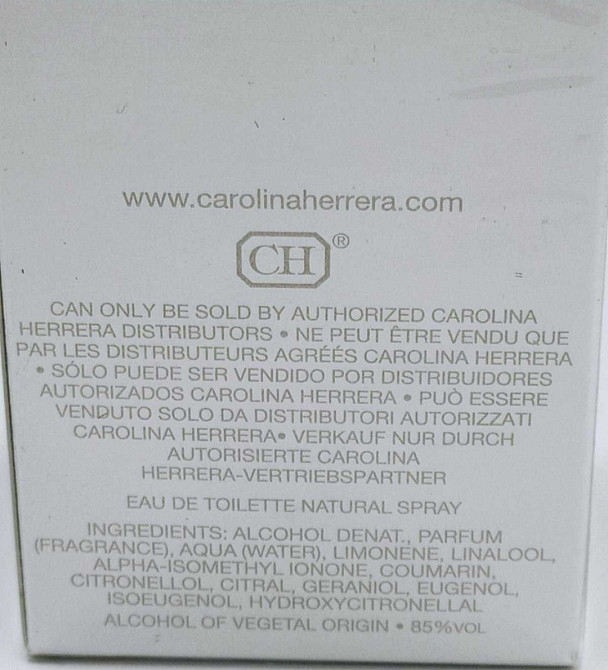 www.carolinaherrera.com
CH®
CAN ONLY BE SOLD BY AUTHORIZED CAROLINA
HERRERA DISTRIBUTORS • NE PEUT ÊTRE VENDU QUE
PAR LES DISTRIBUTEURS AGRÉÉS CAROLINA HERRERA
• SÓLO PUEDE SER VENDIDO POR DISTRIBUIDORES
AUTORIZADOS CAROLINA HERRERA • PUÒ ESSERE
VENDUTO SOLO DA DISTRIBUTORI AUTORIZZATI
CAROLINA HERRERA• VERKAUF NUR DURCH
AUTORISIERTE CAROLINA
HERRERA-VERTRIEBSPARTNER
EAU DE TOILETTE NATURAL SPRAY
INGREDIENTS: ALCOHOL DENAT., PARFUM
(FRAGRANCE), AQUA (WATER), LIMONENE, LINALOOL,
ALPHA-ISOMETHYL IONONE, COUMARIN,
CITRONELLOL, CITRAL, GERANIOL, EUGENOL,
ISOEUGENOL, HYDROXYCITRONELLAL
ALCOHOL OF VEGETAL ORIGIN • 85%VOL